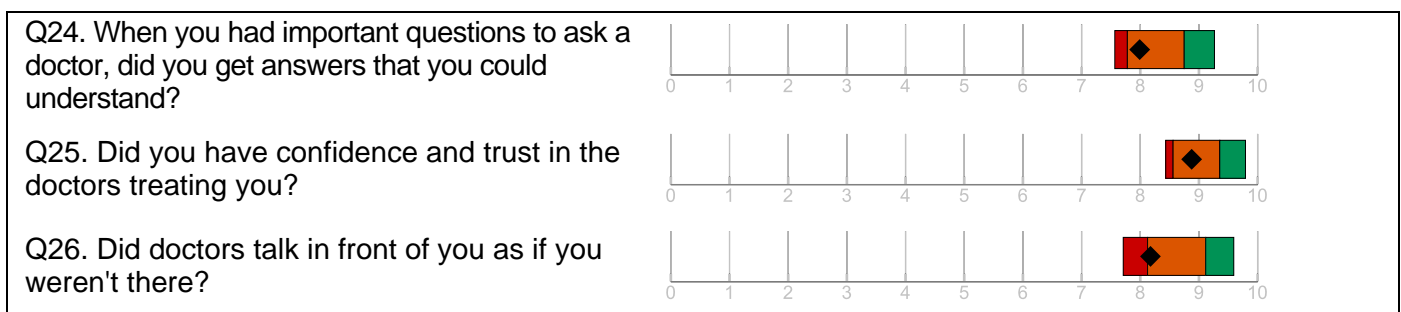 Q24. When you had important questions to ask a
doctor, did you get answers that you could
understand?
0 1 2 3 4 5 6 7 8 9 10
Q25. Did you have confidence and trust in the
doctors treating you?
0 1 2 3 4 5 6 7 8 9 10
Q26. Did doctors talk in front of you as if you
weren't there?
0 1 2 3 4 5 6 7 8 9 10